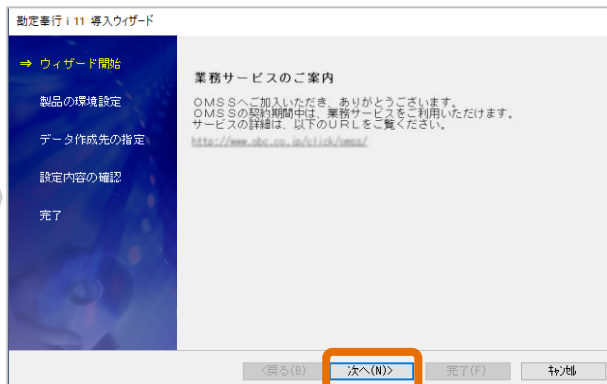 勘定奉行ｉ11 導入ウィザード
⇒ ウィザード開始
製品の環境設定
データ作成先の指定
設定内容の確認
完了
業務サービスのご案内
ＯＭＳＳへご加入いただき、ありがとうございます。
ＯＭＳＳの契約期間中は、業務サービスをご利用いただけます。
サービスの詳細は、以下のＵＲＬをご覧ください。
http://www.obc.co.jp/click/omss/
<戻る(B) 次へ(N)> 完了(F) ｷｬﾝｾﾙ